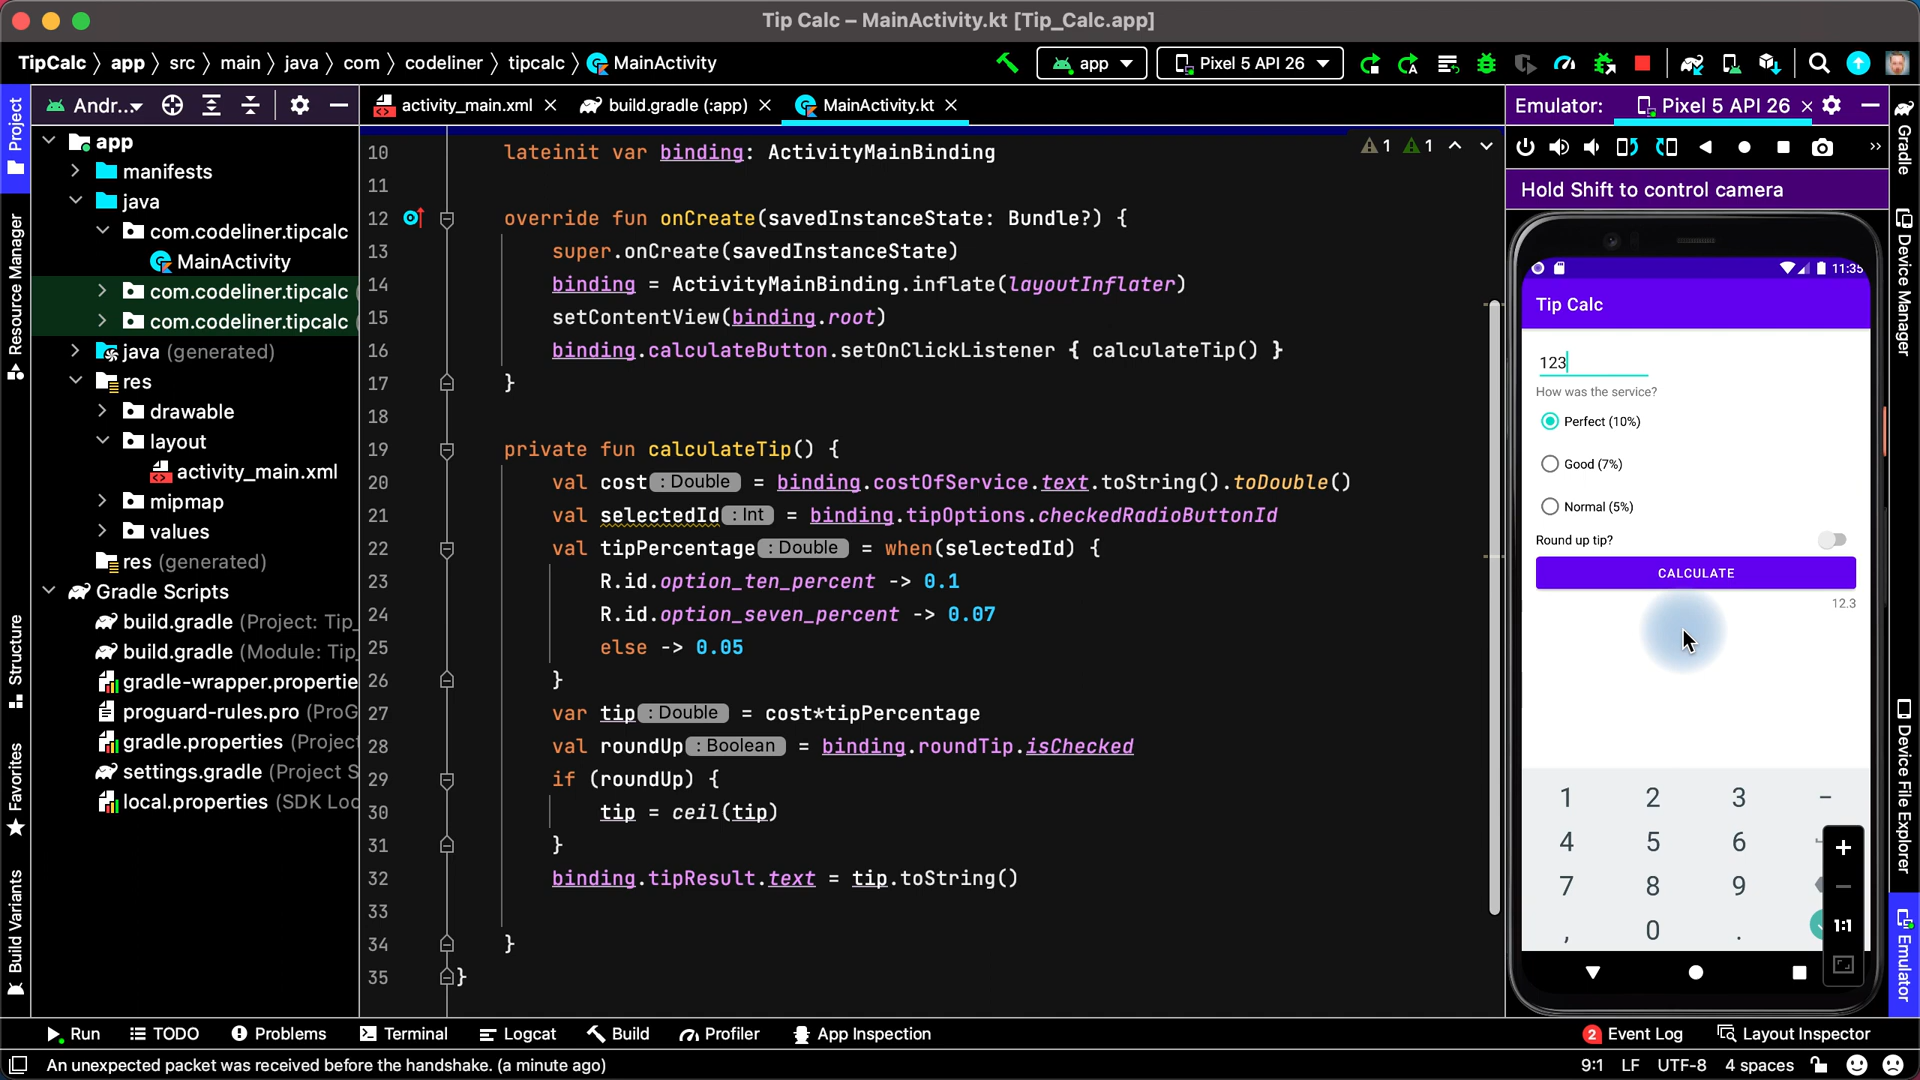 Tip Calc – MainActivity.kt [Tip_Calc.app]
TipCalc app src main java com codeliner tipcalc MainActivity
app
Pixel 5 API 26
Andr...
activity_main.xml
build.gradle (:app)
MainActivity.kt
Emulator:
Pixel 5 API 26
Hold Shift to control camera
Project
Resource Manager
Structure
Favorites
Build Variants
app
manifests
java
com.codeliner.tipcalc
MainActivity
com.codeliner.tipcalc (
com.codeliner.tipcalc (
java (generated)
res
drawable
layout
activity_main.xml
mipmap
values
res (generated)
Gradle Scripts
build.gradle (Project: Tip_
build.gradle (Module: Tip_
gradle-wrapper.propertie
proguard-rules.pro (ProG
gradle.properties (Project
settings.gradle (Project S
local.properties (SDK Loc
1 1
10 lateinit var binding: ActivityMainBinding
11
12 override fun onCreate(savedInstanceState: Bundle?) {
13 super.onCreate(savedInstanceState)
14 binding = ActivityMainBinding.inflate(layoutInflater)
15 setContentView(binding.root)
16 binding.calculateButton.setOnClickListener { calculateTip() }
17 }
18
19 private fun calculateTip() {
20 val cost : Double = binding.costOfService.text.toString().toDouble()
21 val selectedId : Int = binding.tipOptions.checkedRadioButtonId
22 val tipPercentage : Double = when(selectedId) {
23 R.id.option_ten_percent -> 0.1
24 R.id.option_seven_percent -> 0.07
25 else -> 0.05
26 }
27 var tip : Double = cost*tipPercentage
28 val roundUp : Boolean = binding.roundTip.isChecked
29 if (roundUp) {
30 tip = ceil(tip)
31 }
32 binding.tipResult.text = tip.toString()
33
34 }
35 }
11:35
Tip Calc
123
How was the service?
Perfect (10%)
Good (7%)
Normal (5%)
Round up tip?
CALCULATE
12.3
1 2 3 –
4 5 6
7 8 9
, 0 .
+
–
1:1
Gradle
Device Manager
Device File Explorer
Emulator
Run TODO Problems Terminal Logcat Build Profiler App Inspection
2 Event Log Layout Inspector
An unexpected packet was received before the handshake. (a minute ago)
9:1 LF UTF-8 4 spaces